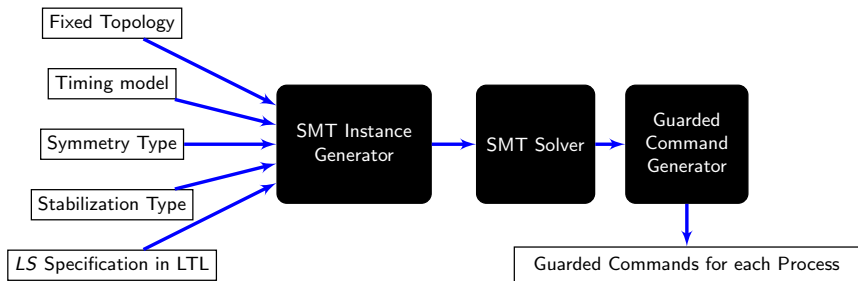 Fixed Topology
Timing model
Symmetry Type
Stabilization Type
LS Specification in LTL
SMT Instance
Generator
SMT Solver
Guarded
Command
Generator
Guarded Commands for each Process